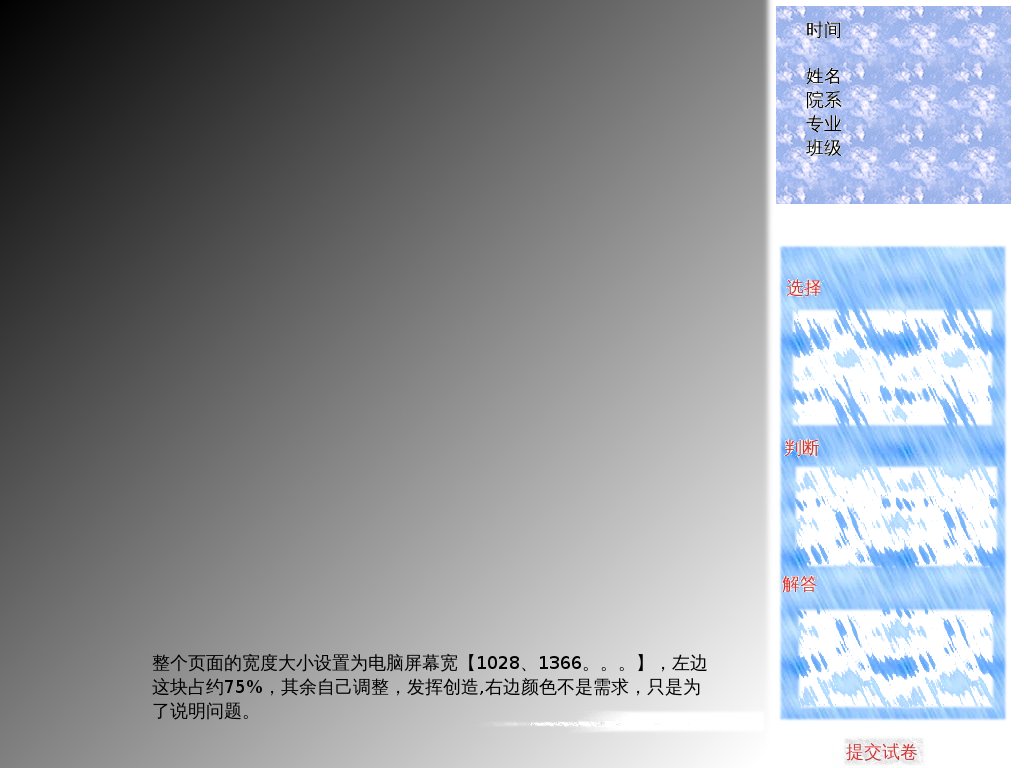 时间
姓名
院系
专业
班级
选择
判断
解答
整个页面的宽度大小设置为电脑屏幕宽【1028、1366。。。】，左边
这块占约75%，其余自己调整，发挥创造,右边颜色不是需求，只是为
了说明问题。
提交试卷